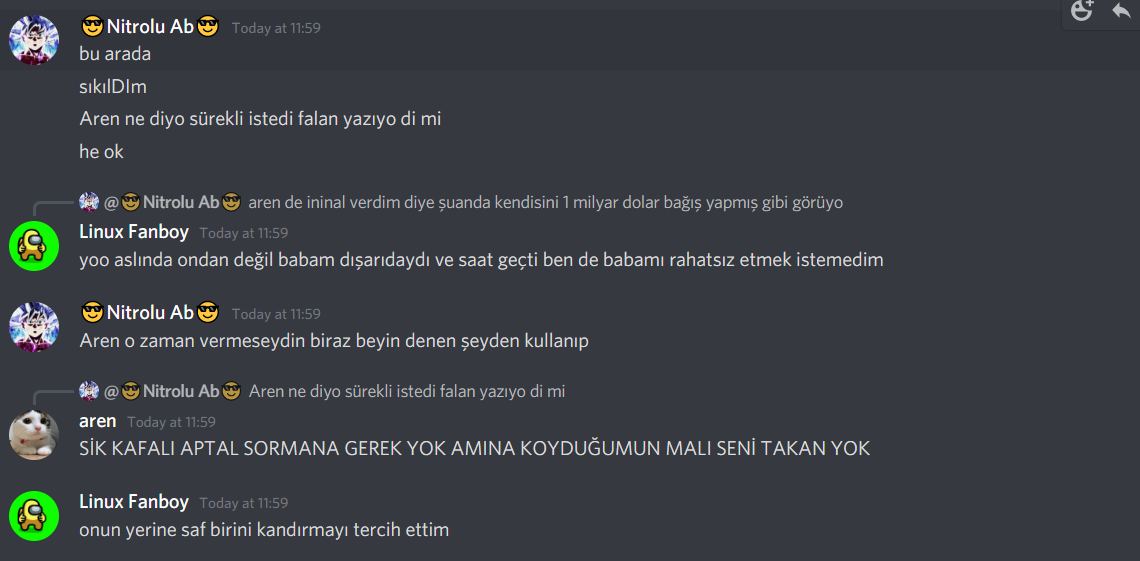 😎Nitrolu Ab😎 Today at 11:59
bu arada
sıkılDIm
Aren ne diyo sürekli istedi falan yazıyo di mi
he ok
@😎Nitrolu Ab😎 aren de ininal verdim diye şuanda kendisini 1 milyar dolar bağış yapmış gibi görüyo
Linux Fanboy Today at 11:59
yoo aslında ondan değil babam dışarıdaydı ve saat geçti ben de babamı rahatsız etmek istemedim
😎Nitrolu Ab😎 Today at 11:59
Aren o zaman vermeseydin biraz beyin denen şeyden kullanıp
@😎Nitrolu Ab😎 Aren ne diyo sürekli istedi falan yazıyo di mi
aren Today at 11:59
SİK KAFALI APTAL SORMANA GEREK YOK AMINA KOYDUĞUMUN MALI SENİ TAKAN YOK
Linux Fanboy Today at 11:59
onun yerine saf birini kandırmayı tercih ettim